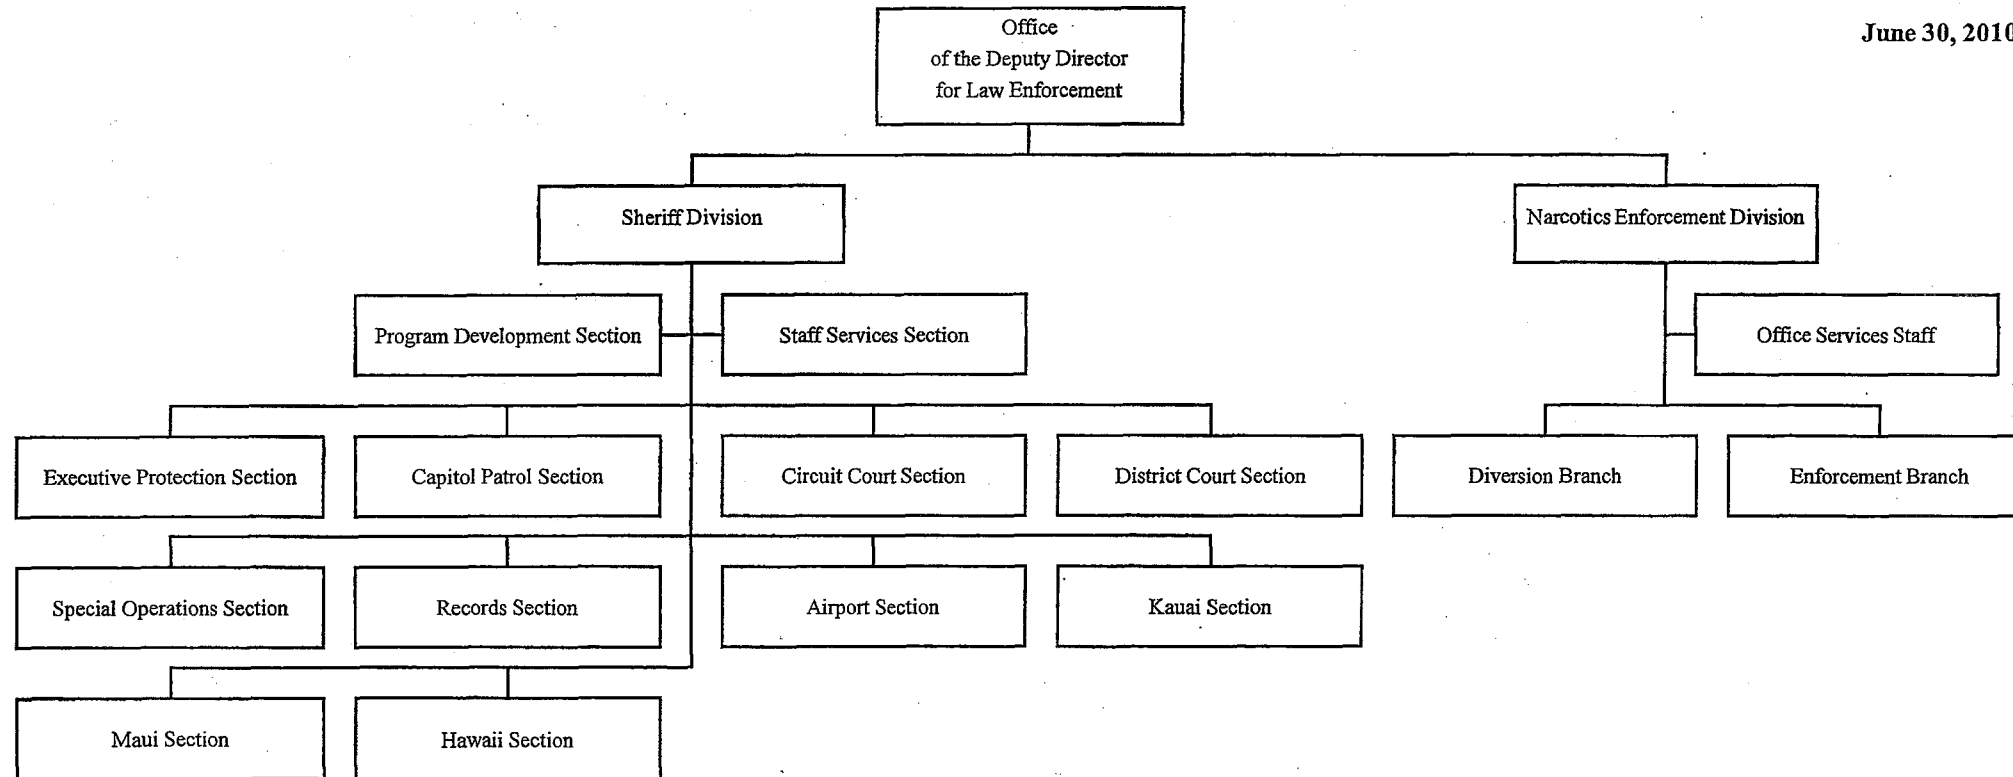 June 30, 2010
Office
of the Deputy Director
for Law Enforcement
Sheriff Division
Narcotics Enforcement Division
Program Development Section
Staff Services Section
Office Services Staff
Executive Protection Section
Capitol Patrol Section
Circuit Court Section
District Court Section
Diversion Branch
Enforcement Branch
Special Operations Section
Records Section
Airport Section
Kauai Section
Maui Section
Hawaii Section